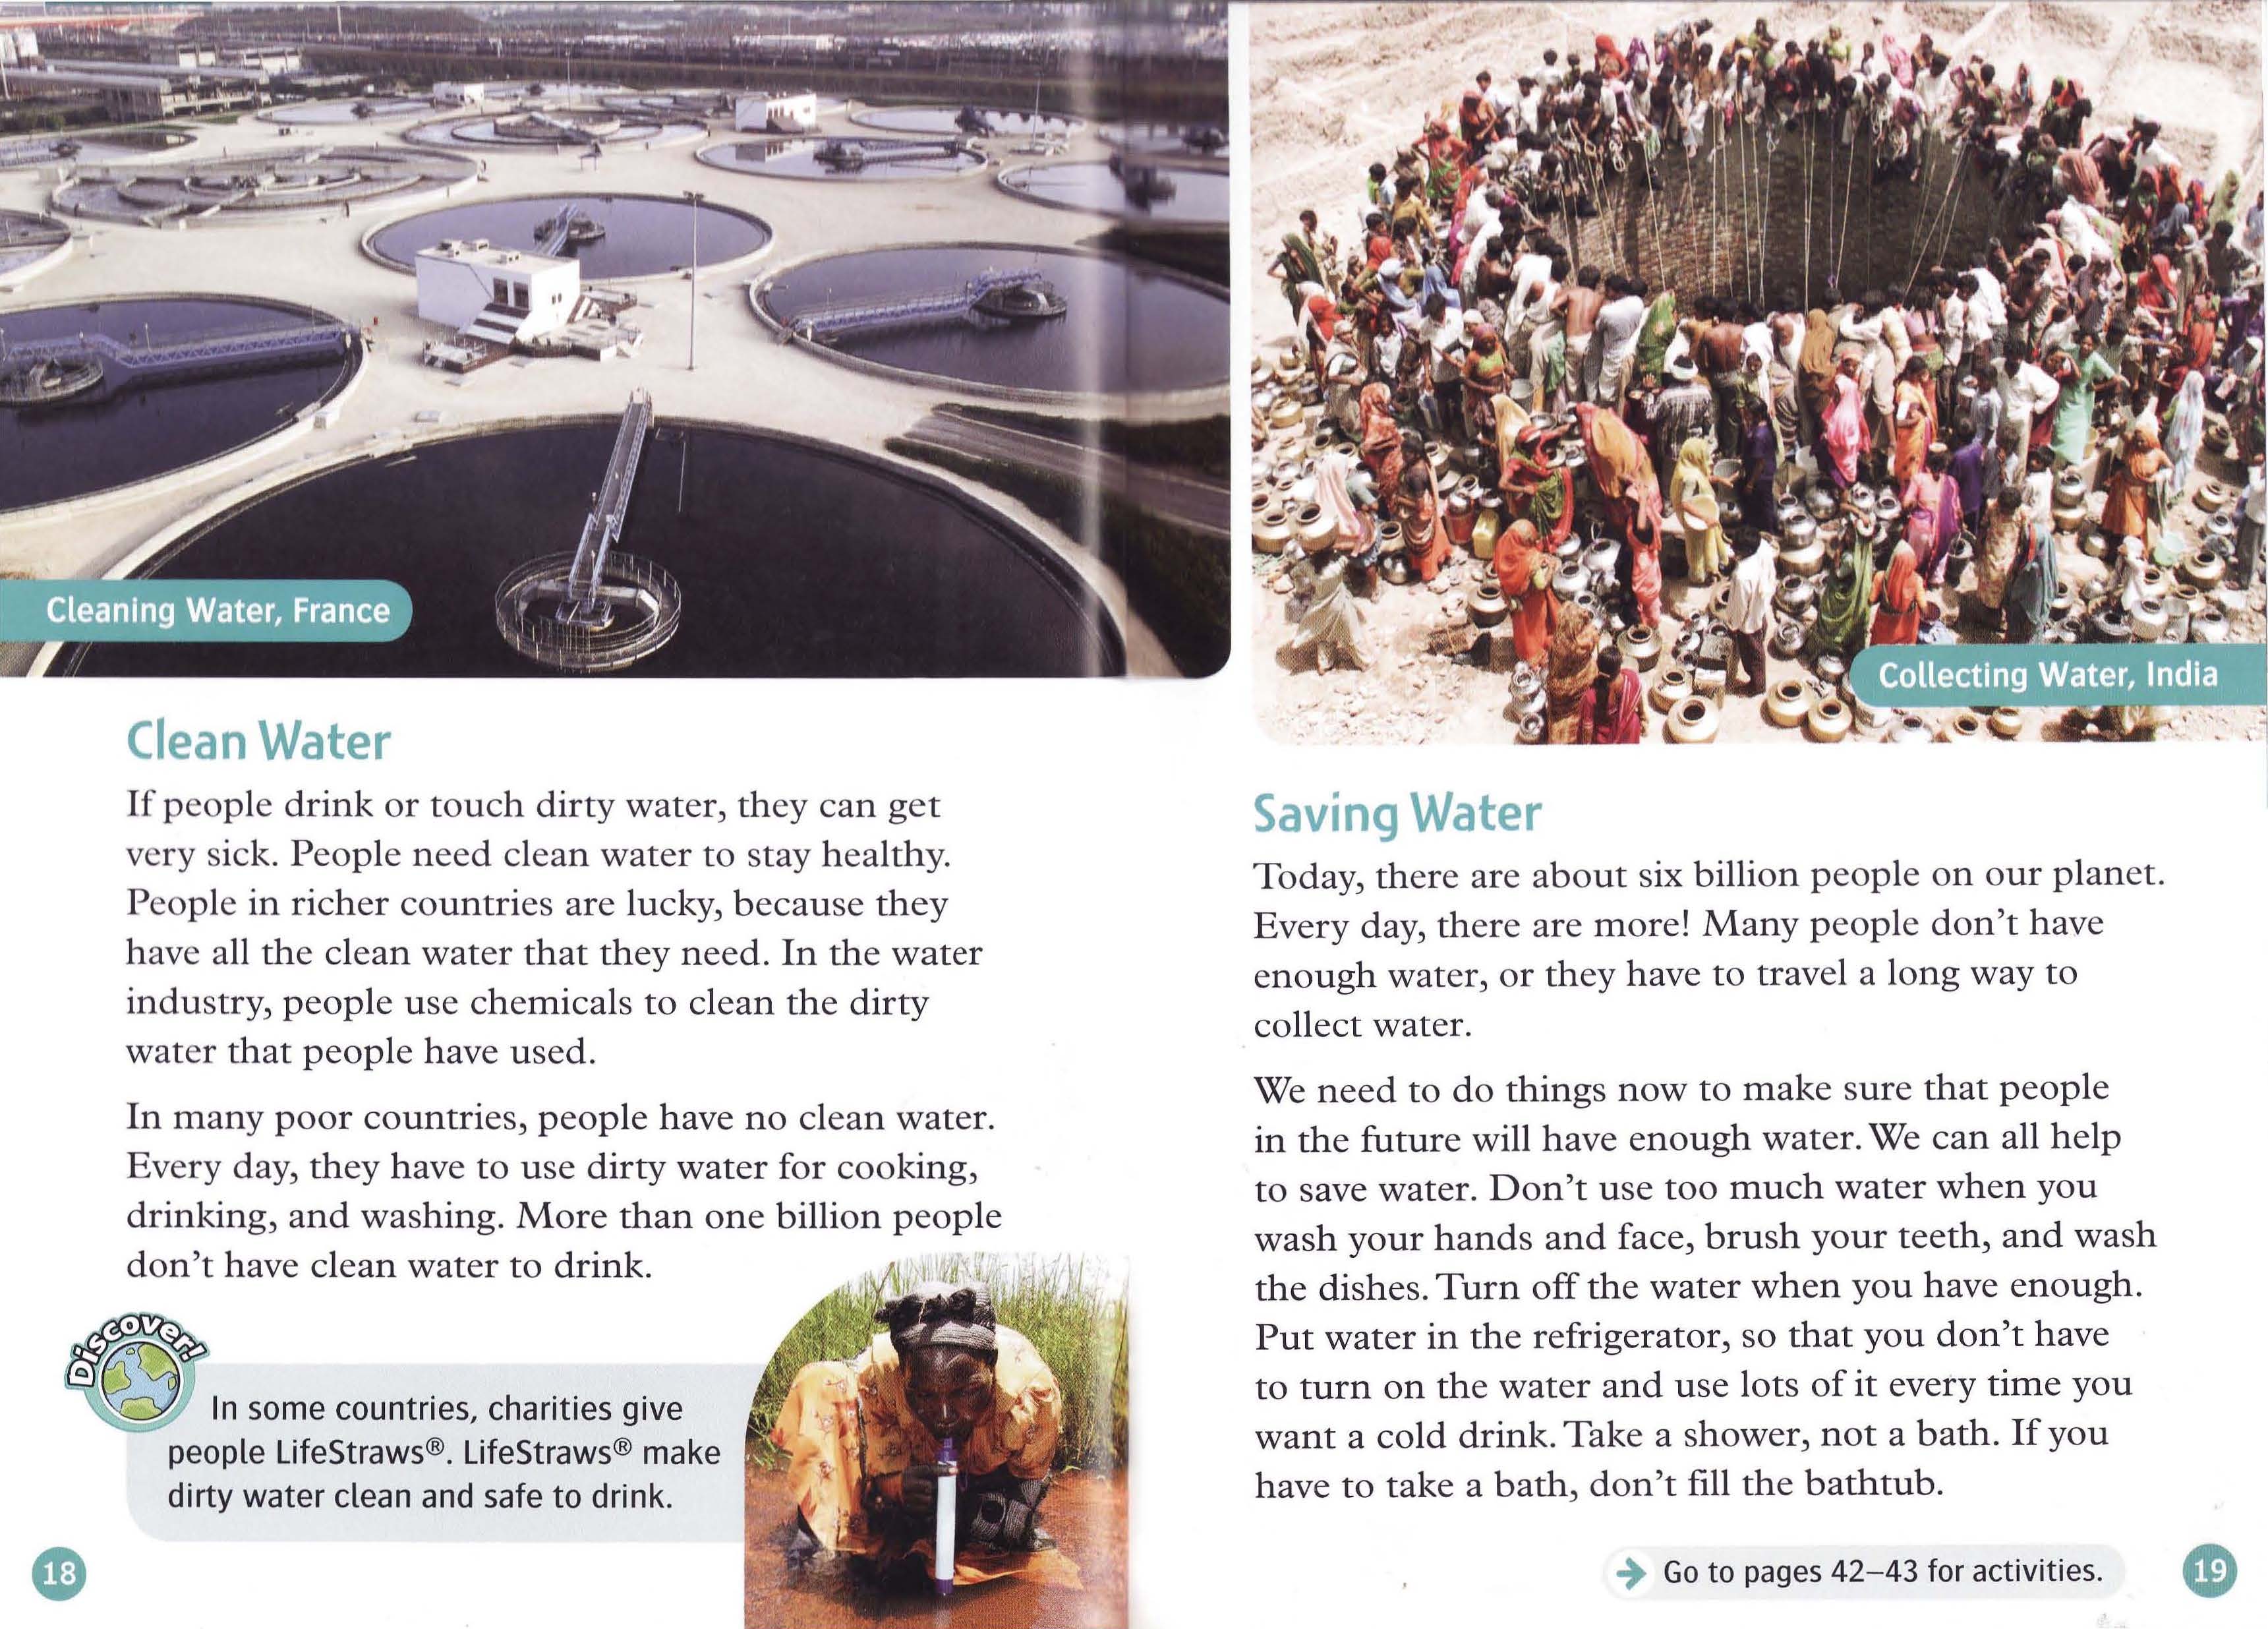 Cleaning Water, France
Clean Water
If people drink or touch dirty water, they can get
very sick. People need clean water to stay healthy.
People in richer countries are lucky, because they
have all the clean water that they need. In the water
industry, people use chemicals to clean the dirty
water that people have used.
In many poor countries, people have no clean water.
Every day, they have to use dirty water for cooking,
drinking, and washing. More than one billion people
don't have clean water to drink.
Discover!
In some countries, charities give
people LifeStraws®. LifeStraws® make
dirty water clean and safe to drink.
18
Collecting Water, India
Saving Water
Today, there are about six billion people on our planet.
Every day, there are more! Many people don't have
enough water, or they have to travel a long way to
collect water.
We need to do things now to make sure that people
in the future will have enough water. We can all help
to save water. Don't use too much water when you
wash your hands and face, brush your teeth, and wash
the dishes. Turn off the water when you have enough.
Put water in the refrigerator, so that you don't have
to turn on the water and use lots of it every time you
want a cold drink. Take a shower, not a bath. If you
have to take a bath, don't fill the bathtub.
Go to pages 42–43 for activities.
19